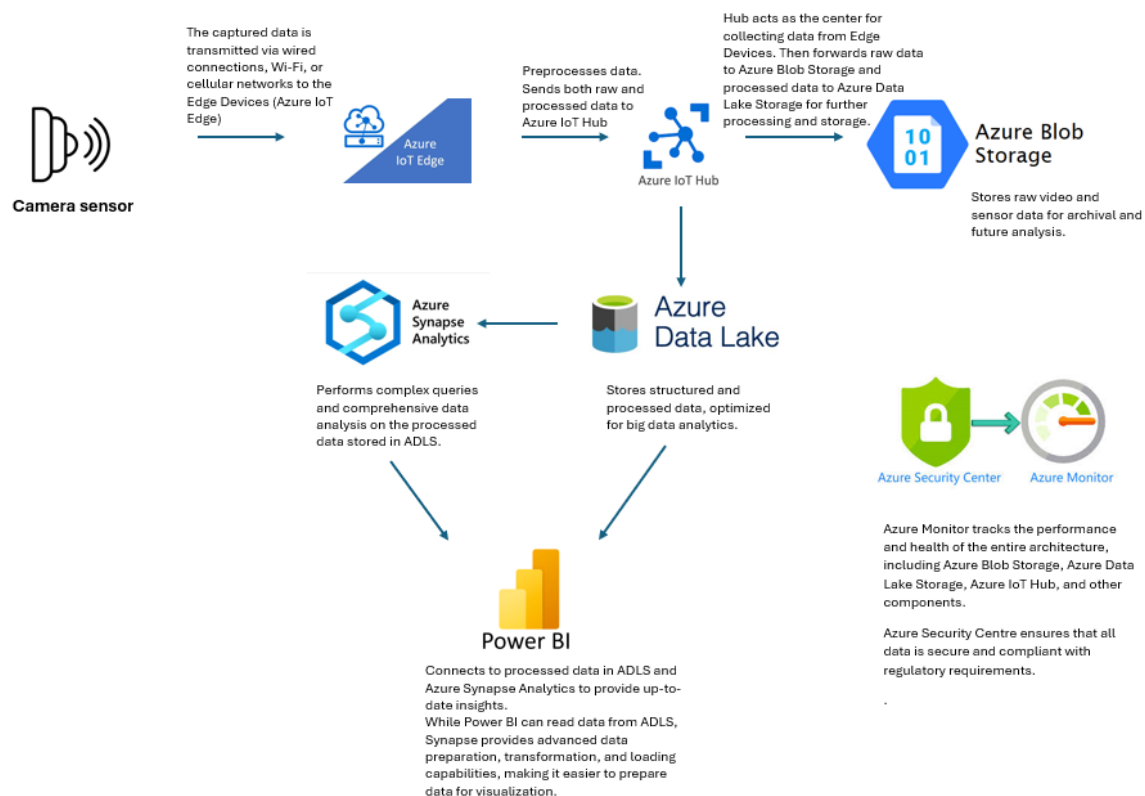 The captured data is
transmitted via wired
connections, Wi-Fi, or
cellular networks to the
Edge Devices (Azure IoT
Edge)
Preprocesses data.
Sends both raw and
processed data to
Azure IoT Hub
Hub acts as the center for
collecting data from Edge
Devices. Then forwards raw data
to Azure Blob Storage and
processed data to Azure Data
Lake Storage for further
processing and storage.
Camera sensor
Azure
IoT Edge
Azure IoT Hub
10
01
Azure Blob
Storage
Stores raw video and
sensor data for archival and
future analysis.
Azure
Synapse
Analytics
Azure
Data Lake
Performs complex queries
and comprehensive data
analysis on the processed
data stored in ADLS.
Stores structured and
processed data, optimized
for big data analytics.
Azure Security Center
Azure Monitor
Azure Monitor tracks the performance
and health of the entire architecture,
including Azure Blob Storage, Azure Data
Lake Storage, Azure IoT Hub, and other
components.
Azure Security Centre ensures that all
data is secure and compliant with
regulatory requirements.
.
Power BI
Connects to processed data in ADLS and
Azure Synapse Analytics to provide up-to-
date insights.
While Power BI can read data from ADLS,
Synapse provides advanced data
preparation, transformation, and loading
capabilities, making it easier to prepare
data for visualization.